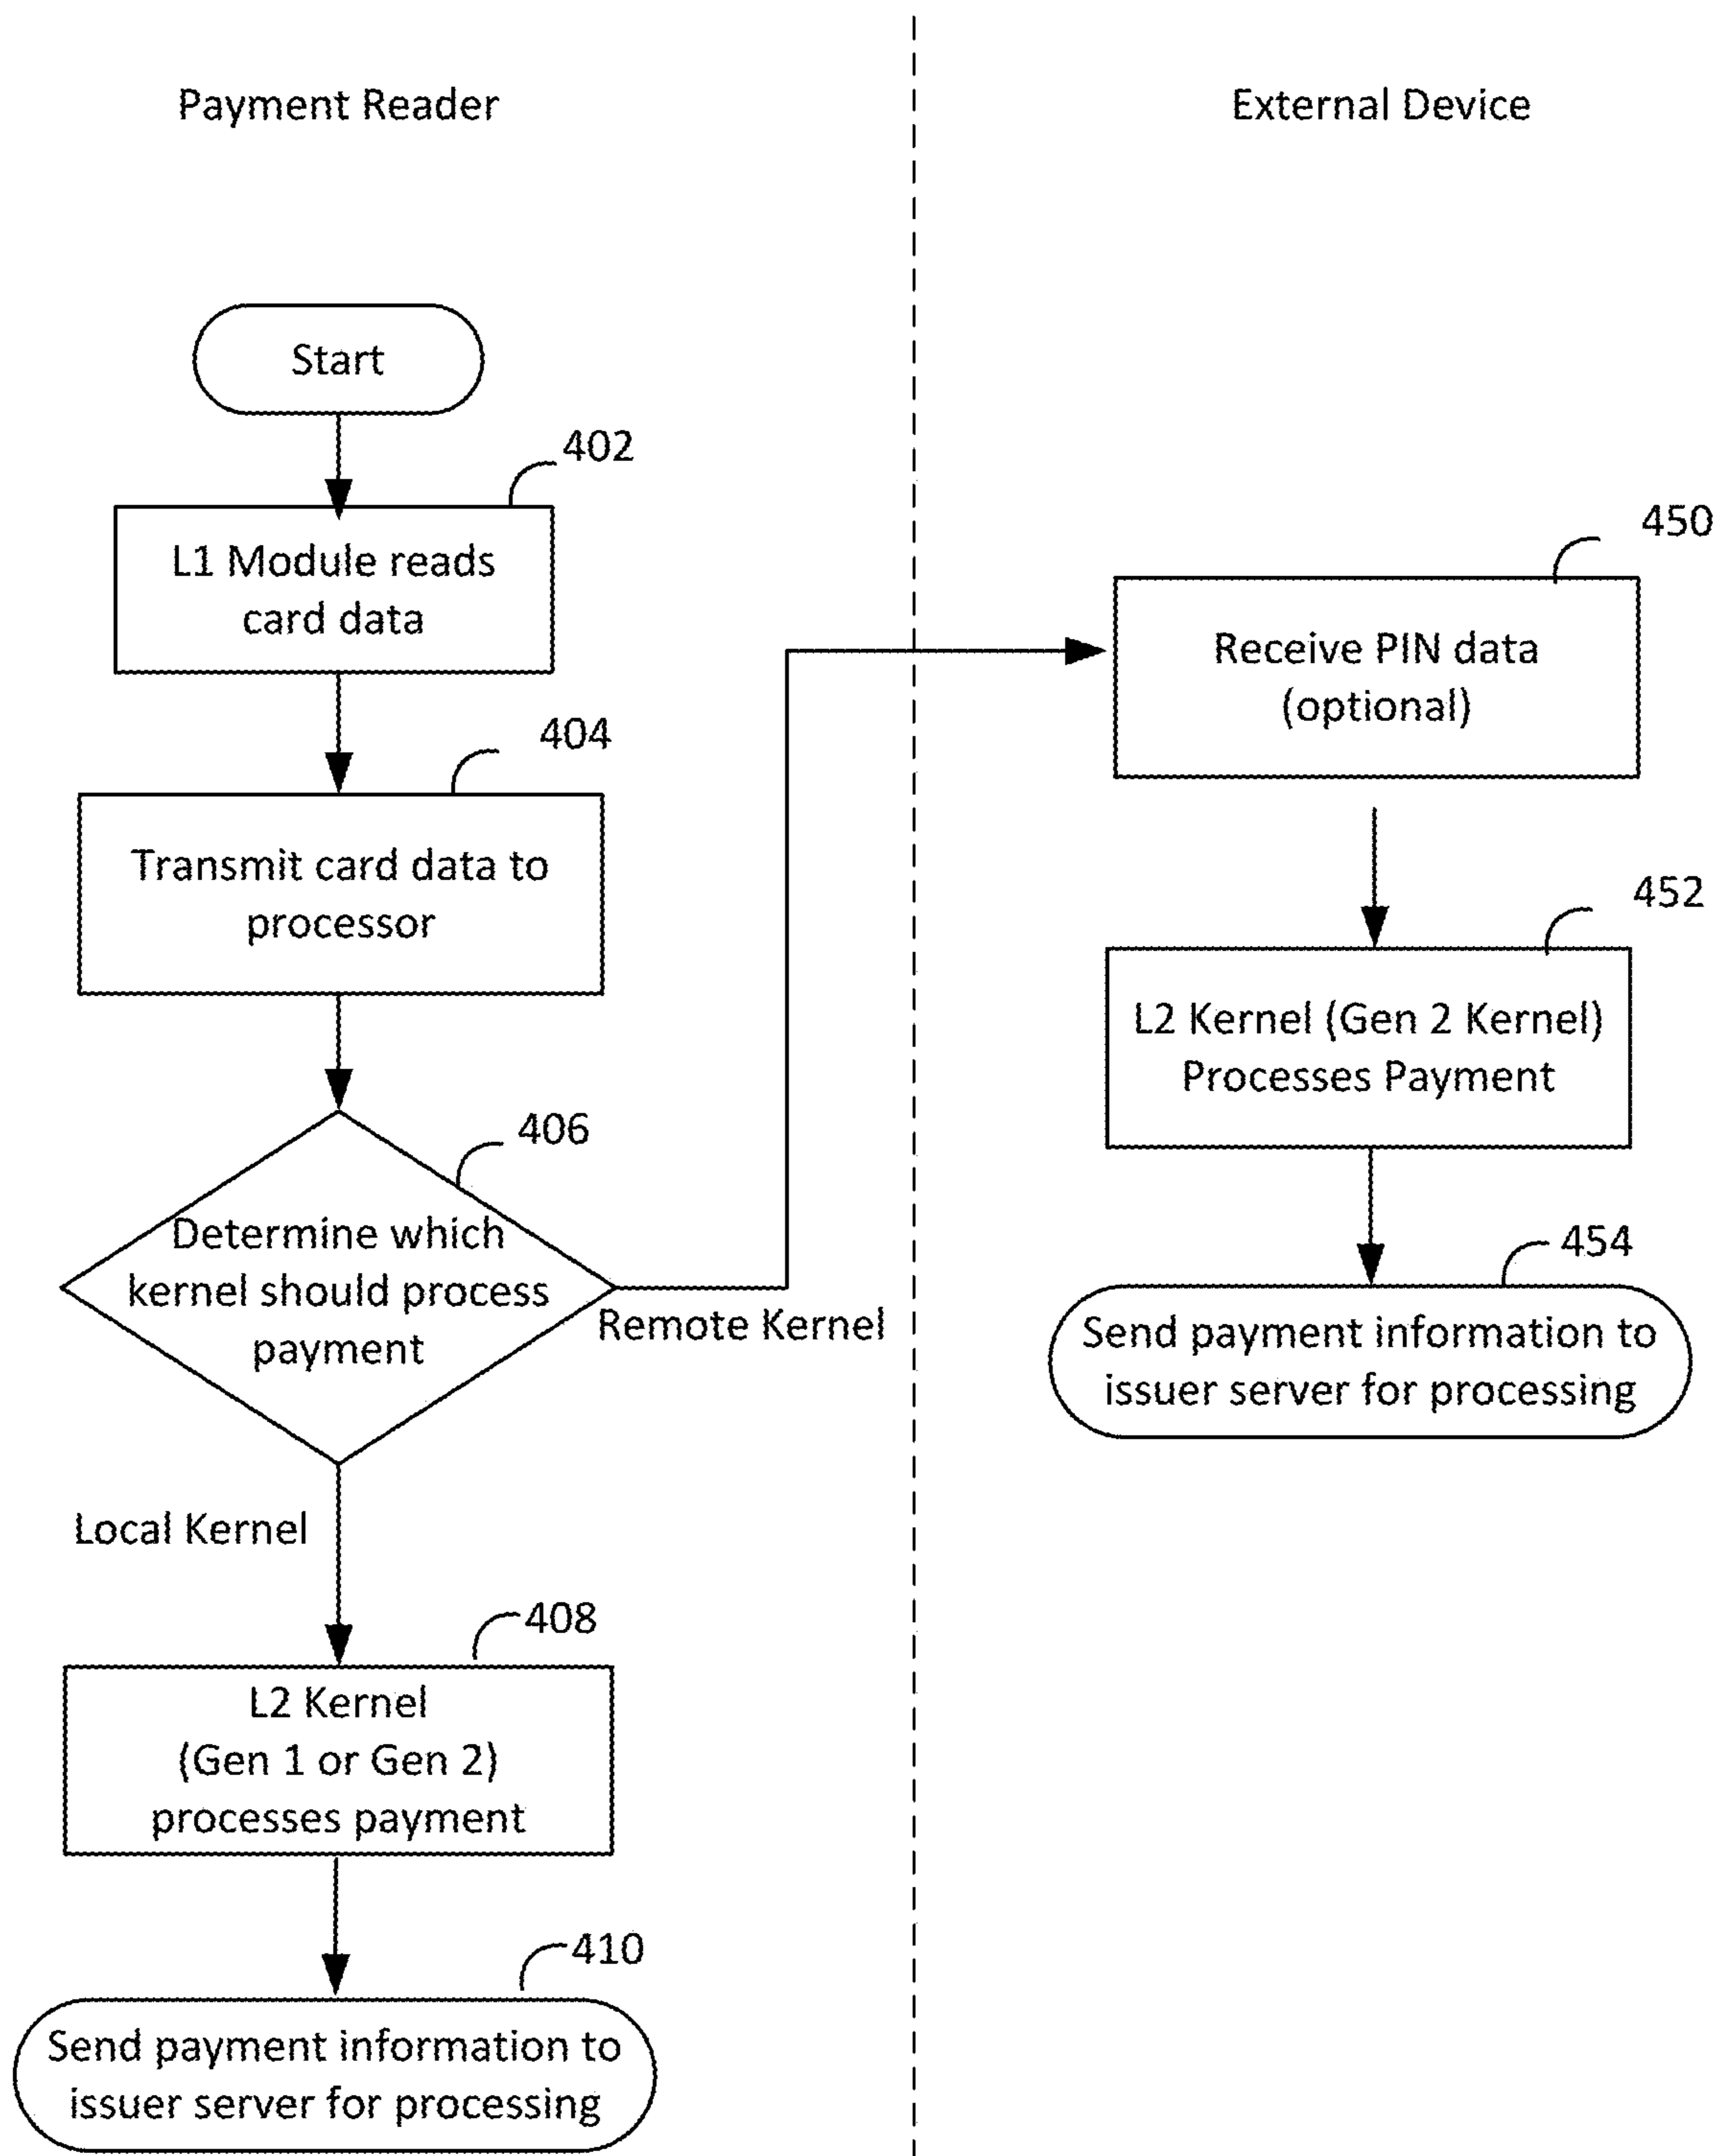 Payment Reader
External Device
Start
402
L1 Module reads
card data
404
Transmit card data to
processor
406
Determine which
kernel should process
payment
Remote Kernel
Local Kernel
408
L2 Kernel
(Gen 1 or Gen 2)
processes payment
410
Send payment information to
issuer server for processing
450
Receive PIN data
(optional)
452
L2 Kernel (Gen 2 Kernel)
Processes Payment
454
Send payment information to
issuer server for processing